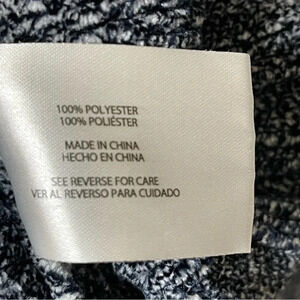 100% POLYESTER
100% POLIÉSTER
MADE IN CHINA
HECHO EN CHINA
SEE REVERSE FOR CARE
VER AL REVERSO PARA CUIDADO